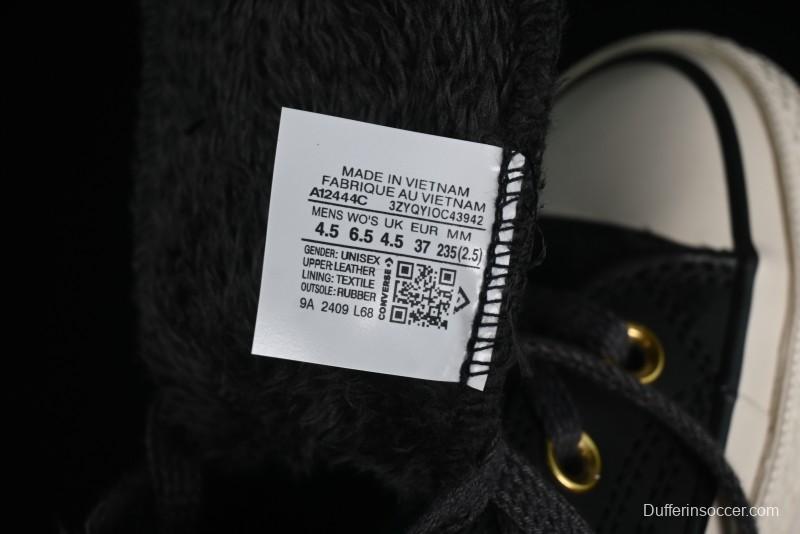 MADE IN VIETNAM
FABRIQUE AU VIETNAM
A12444C 3ZYQYIOC43942
MENS WO'S UK EUR MM
4.5 6.5 4.5 37 235(2.5)
GENDER: UNISEX
UPPER:LEATHER
LINING: TEXTILE
OUTSOLE: RUBBER
CONVERSE
9A 2409 L68
Dufferinsoccer.com